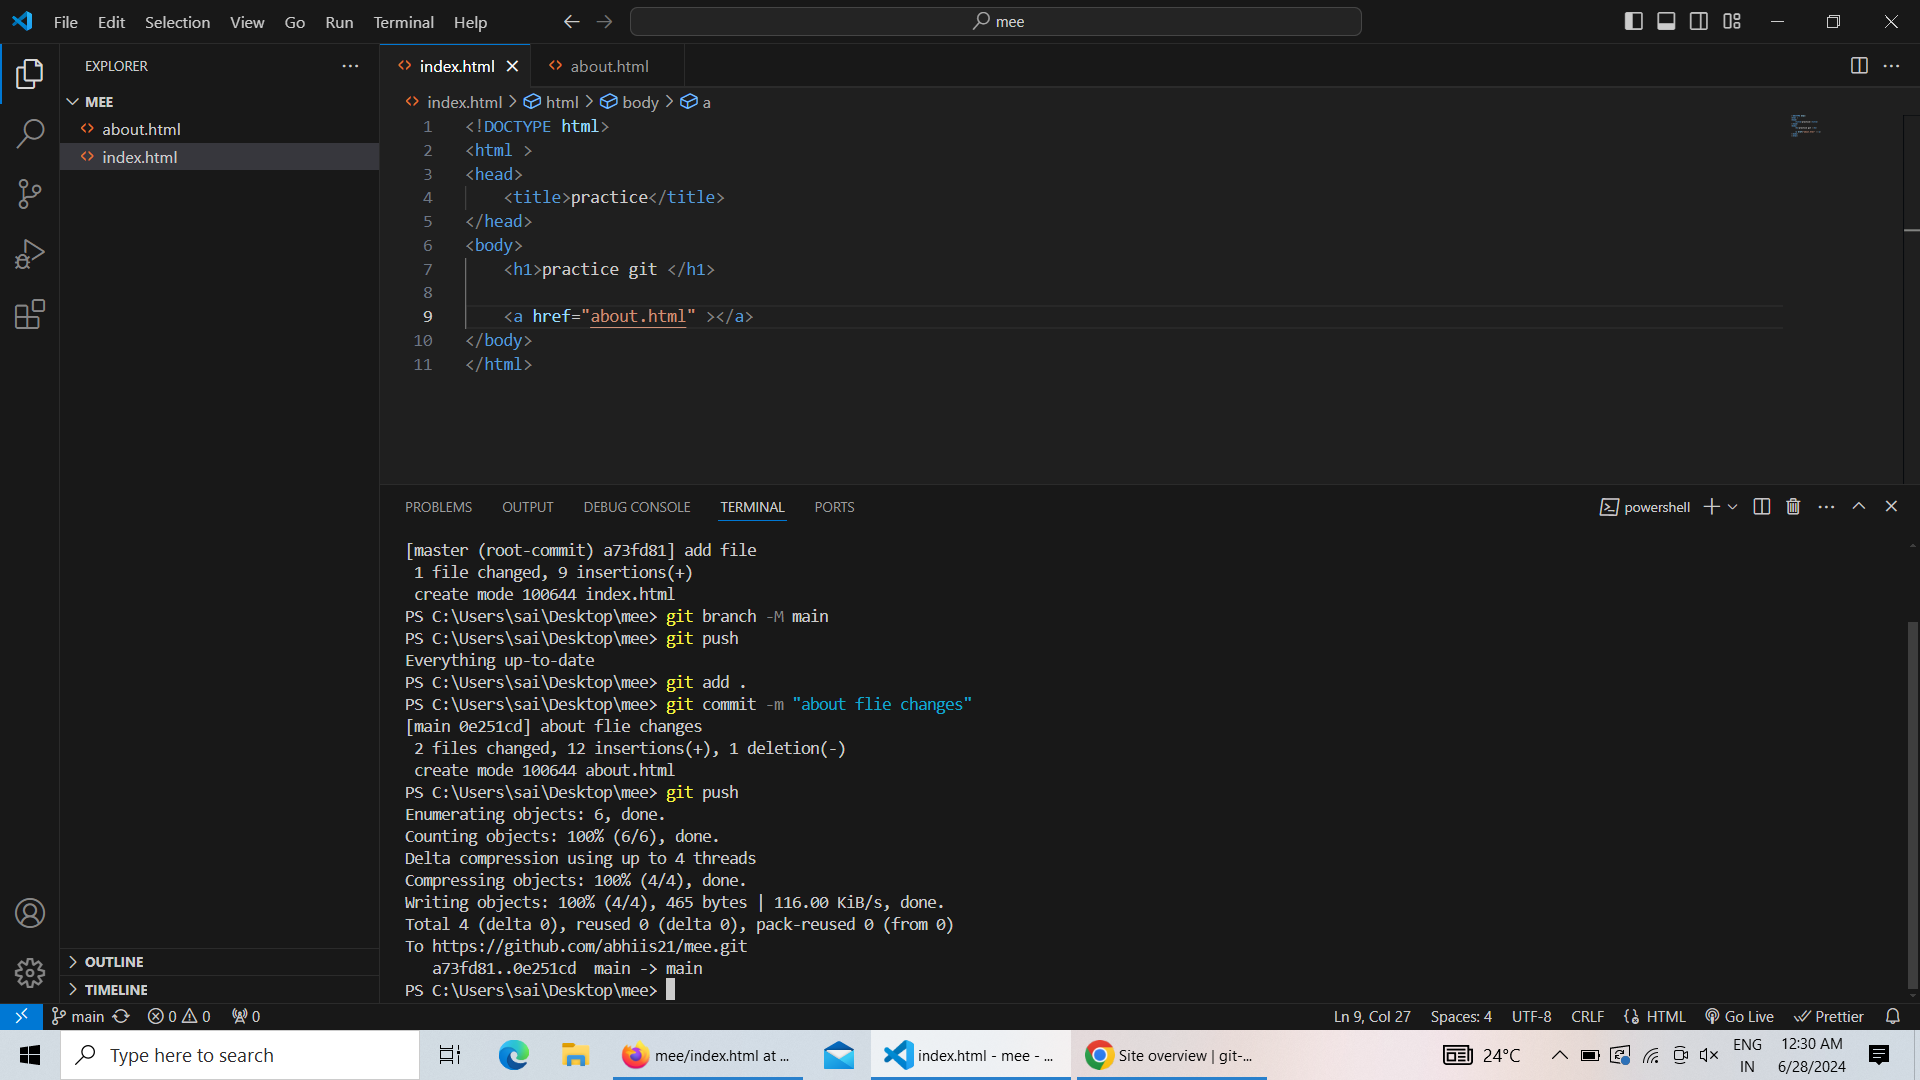 File Edit Selection View Go Run Terminal Help
mee
EXPLORER
MEE
about.html
index.html
OUTLINE
TIMELINE
index.html about.html
index.html > html > body > a
1 <!DOCTYPE html>
2 <html >
3 <head>
4 <title>practice</title>
5 </head>
6 <body>
7 <h1>practice git </h1>
8
9 <a href="about.html" ></a>
10 </body>
11 </html>
PROBLEMS OUTPUT DEBUG CONSOLE TERMINAL PORTS
powershell
[master (root-commit) a73fd81] add file
1 file changed, 9 insertions(+)
create mode 100644 index.html
PS C:\Users\sai\Desktop\mee> git branch -M main
PS C:\Users\sai\Desktop\mee> git push
Everything up-to-date
PS C:\Users\sai\Desktop\mee> git add .
PS C:\Users\sai\Desktop\mee> git commit -m "about flie changes"
[main 0e251cd] about flie changes
2 files changed, 12 insertions(+), 1 deletion(-)
create mode 100644 about.html
PS C:\Users\sai\Desktop\mee> git push
Enumerating objects: 6, done.
Counting objects: 100% (6/6), done.
Delta compression using up to 4 threads
Compressing objects: 100% (4/4), done.
Writing objects: 100% (4/4), 465 bytes | 116.00 KiB/s, done.
Total 4 (delta 0), reused 0 (delta 0), pack-reused 0 (from 0)
To https://github.com/abhiis21/mee.git
a73fd81..0e251cd main -> main
PS C:\Users\sai\Desktop\mee>
main 0 0 0
Ln 9, Col 27 Spaces: 4 UTF-8 CRLF HTML Go Live Prettier
Type here to search
mee/index.html at ...
index.html - mee - ...
Site overview | git-...
24°C
ENG
IN
12:30 AM
6/28/2024